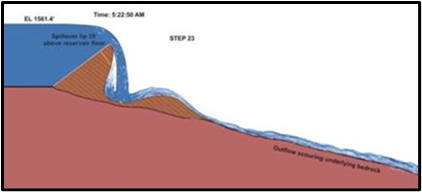 EL 1561.4'
Time: 5:22:50 AM
Spillover lip 28'
above reservoir floor
STEP 23
Outflow scouring underlying bedrock